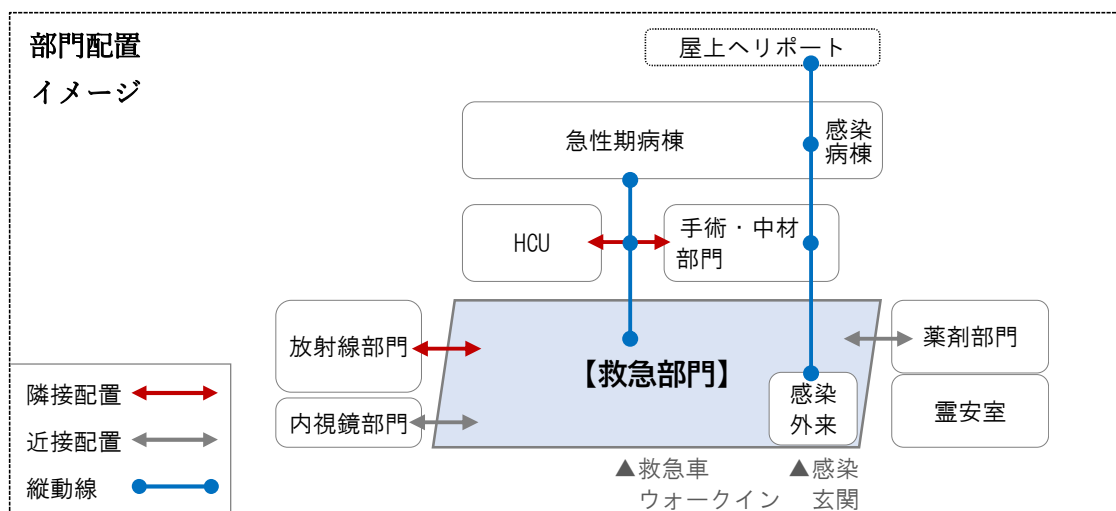 部門配置
イメージ
屋上ヘリポート
急性期病棟
感染
病棟
HCU
手術・中材
部門
放射線部門
【救急部門】
薬剤部門
内視鏡部門
感染
外来
霊安室
隣接配置
近接配置
縦動線
▲救急車
ウォークイン
▲感染
玄関